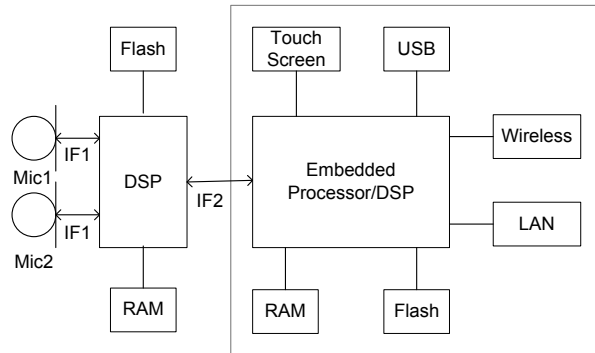 Flash
Touch
Screen
USB
IF1
Mic1
DSP
IF2
Embedded
Processor/DSP
Wireless
IF1
Mic2
LAN
RAM
RAM
Flash